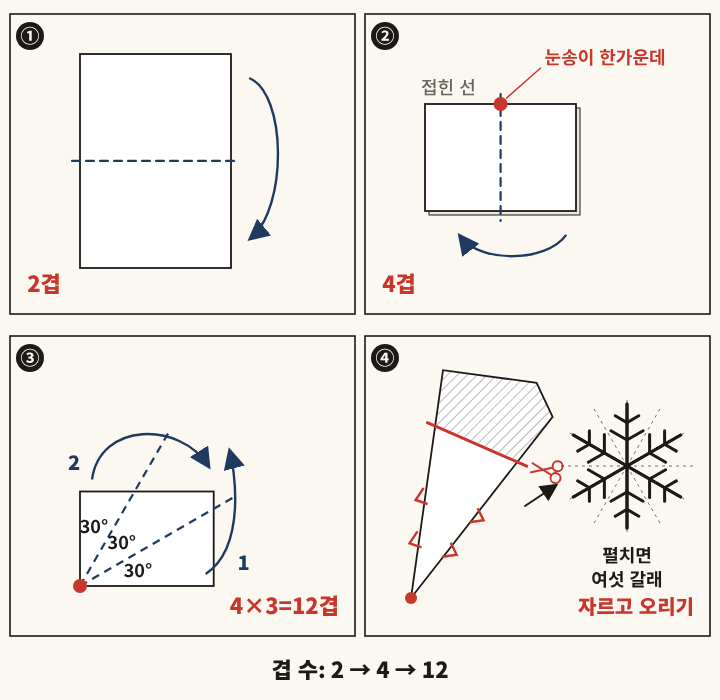 ①
2겹
②
눈송이 한가운데
접힌 선
4겹
③
2
30°
30°
30°
1
4×3=12겹
④
펼치면
여섯 갈래
자르고 오리기
겹 수: 2 → 4 → 12